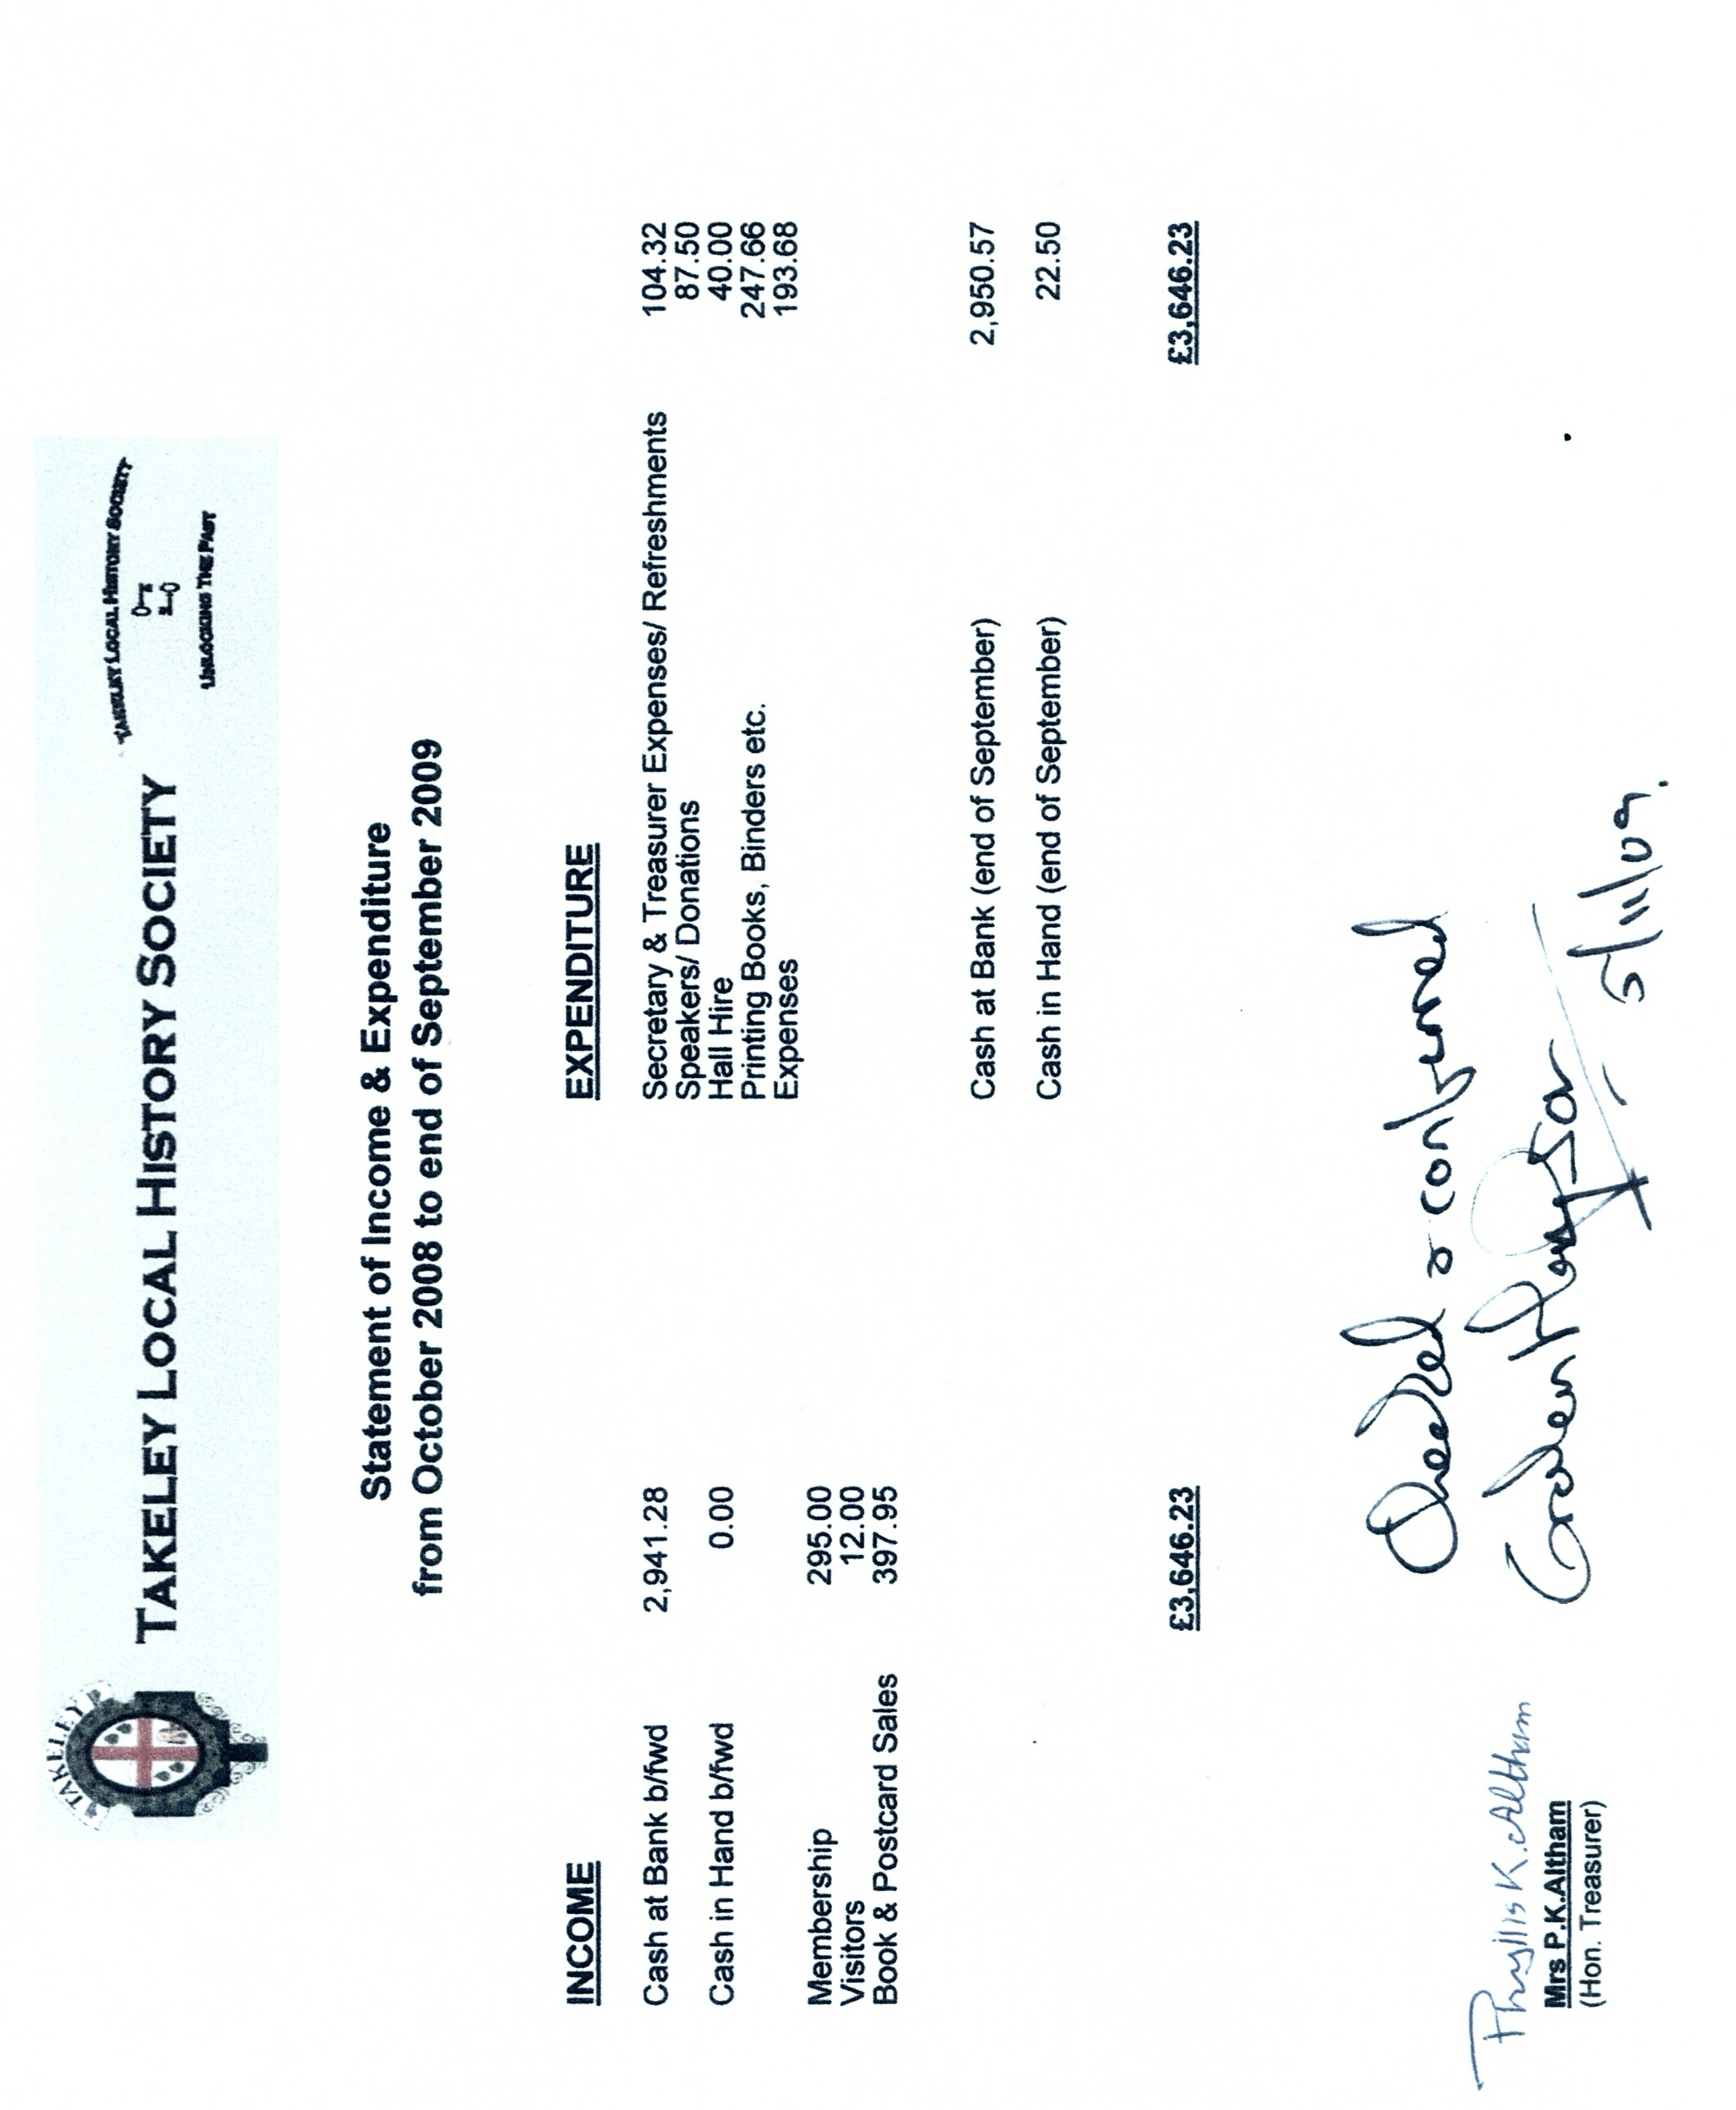 TAKELEY
TAKELEY LOCAL HISTORY SOCIETY
TAKELEY LOCAL HISTORY SOCIETY
UNLOCKING THE PAST
Statement of Income & Expenditure
from October 2008 to end of September 2009
INCOME
Cash at Bank b/fwd 2,941.28
Cash in Hand b/fwd 0.00
Membership 295.00
Visitors 12.00
Book & Postcard Sales 397.95
£3,646.23
EXPENDITURE
Secretary & Treasurer Expenses/ Refreshments 104.32
Speakers/ Donations 87.50
Hall Hire 40.00
Printing Books, Binders etc. 247.66
Expenses 193.68
Cash at Bank (end of September) 2,950.57
Cash in Hand (end of September) 22.50
£3,646.23
Phyllis K. Altham
Mrs P.K.Altham
(Hon. Treasurer)
Checked & confirmed
5/11/09.